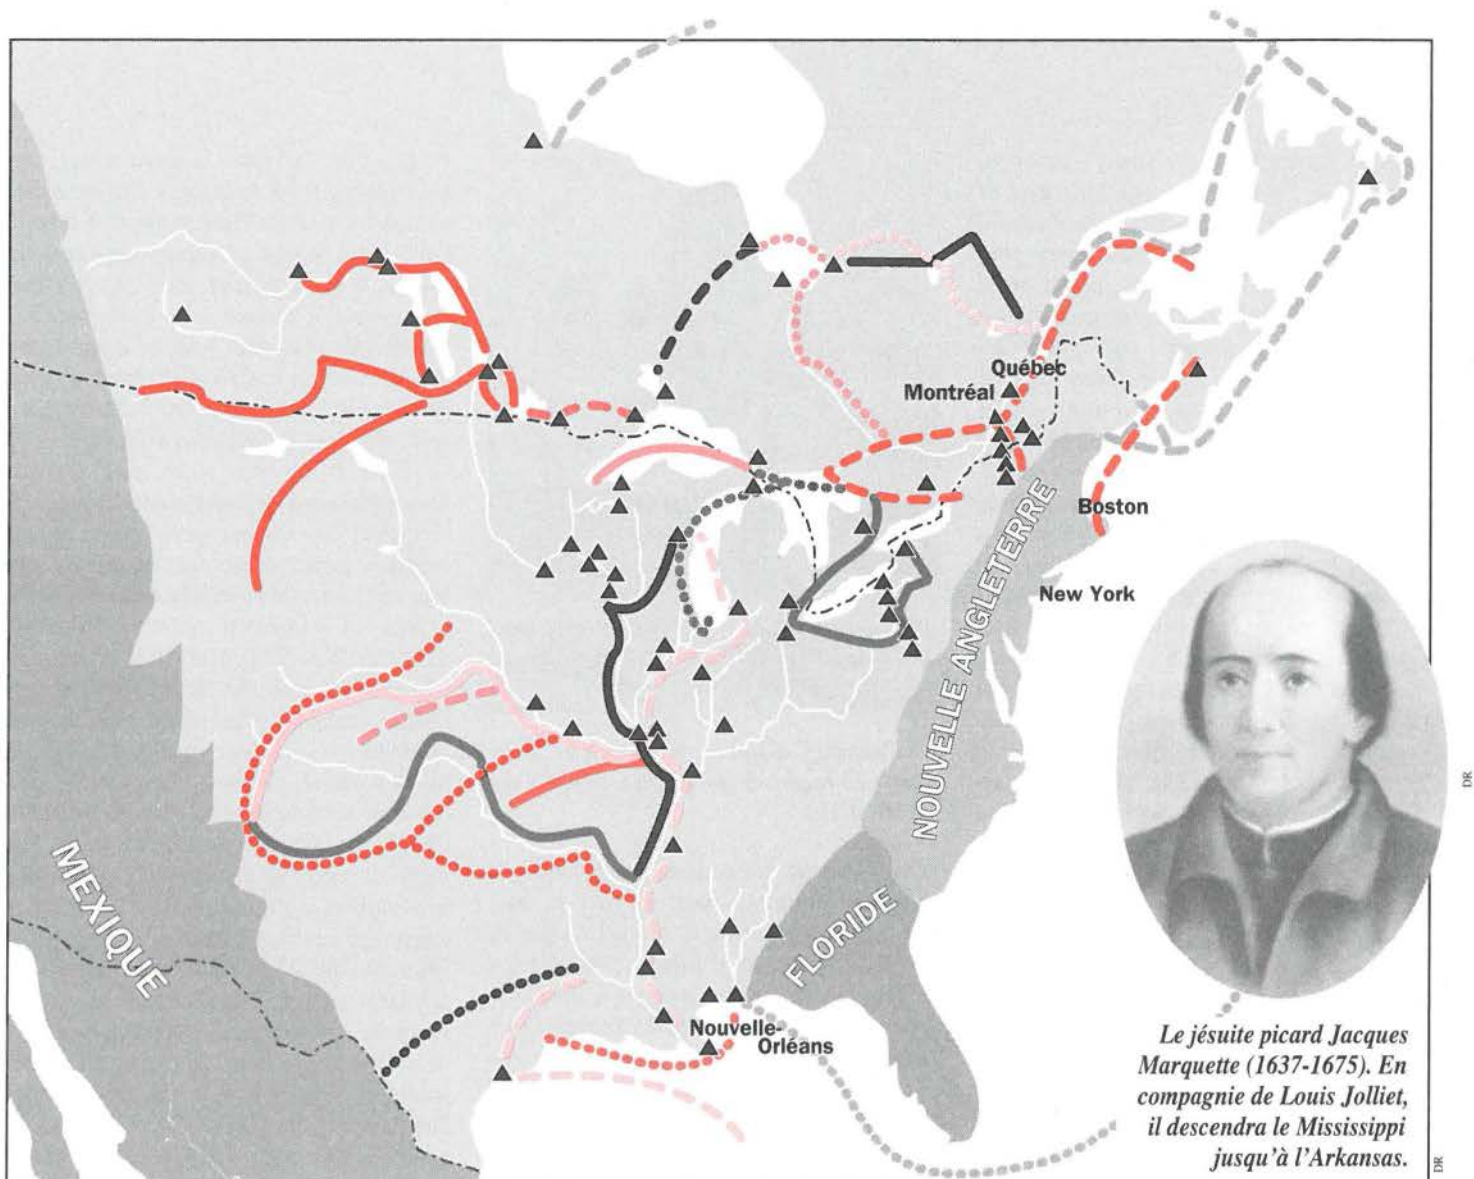 Québec
Montréal
Boston
New York
NOUVELLE ANGLETERRE
MEXIQUE
FLORIDE
Nouvelle-
Orléans
DR
Le jésuite picard Jacques
Marquette (1637-1675). En
compagnie de Louis Jolliet,
il descendra le Mississippi
jusqu'à l'Arkansas.
DR